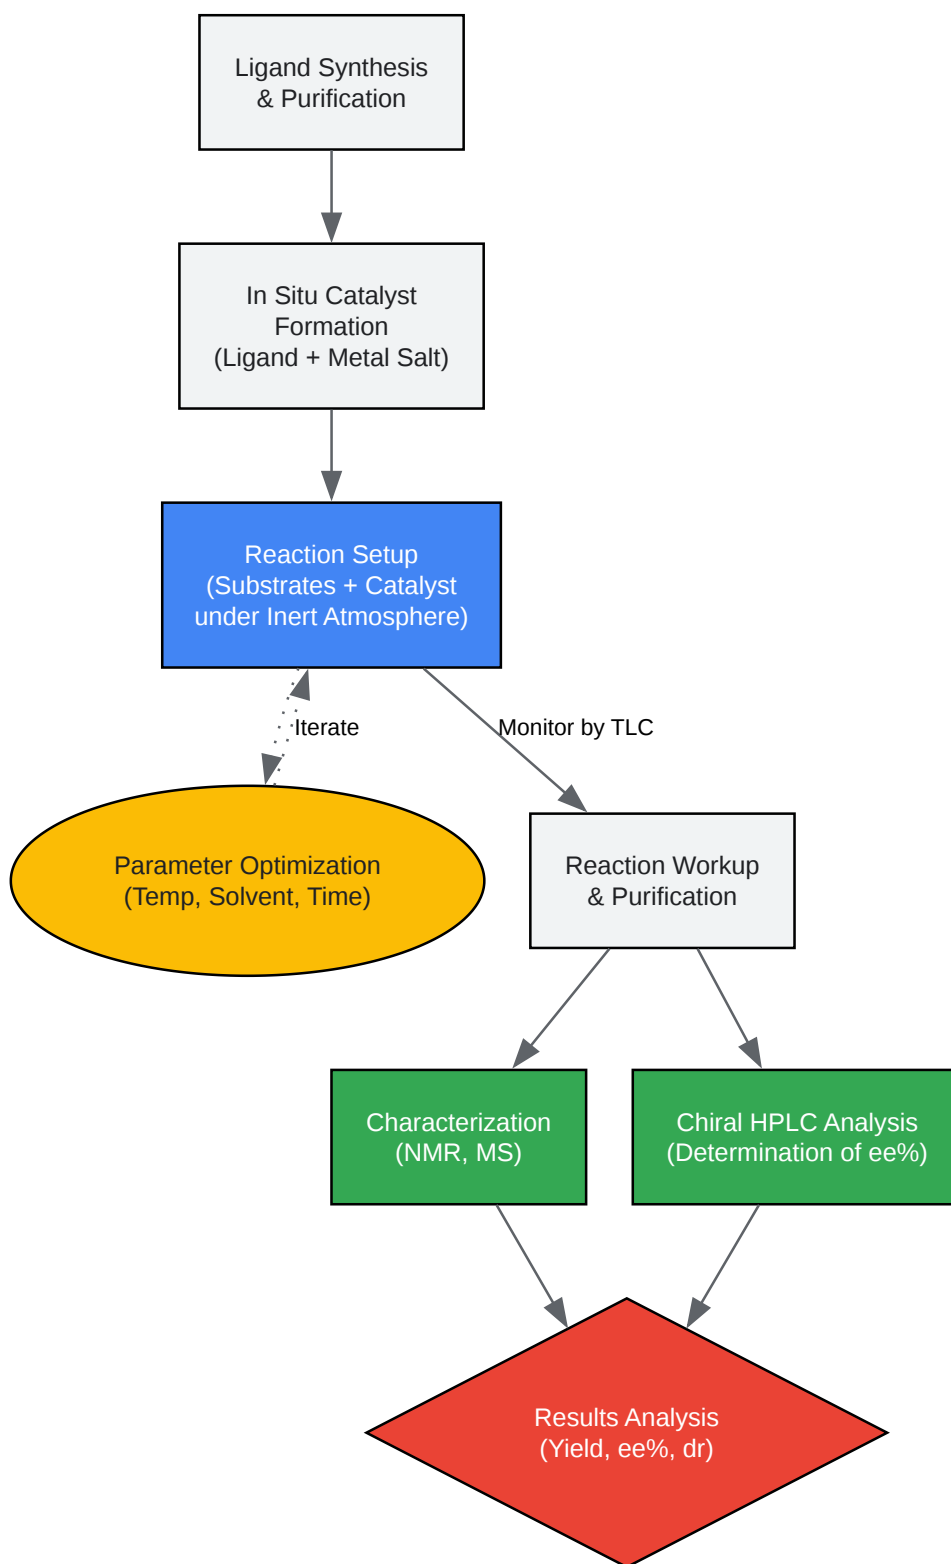 Ligand Synthesis
& Purification
In Situ Catalyst
Formation
(Ligand + Metal Salt)
Reaction Setup
(Substrates + Catalyst
under Inert Atmosphere)
Iterate
Monitor by TLC
Parameter Optimization
(Temp, Solvent, Time)
Reaction Workup
& Purification
Characterization
(NMR, MS)
Chiral HPLC Analysis
(Determination of ee%)
Results Analysis
(Yield, ee%, dr)